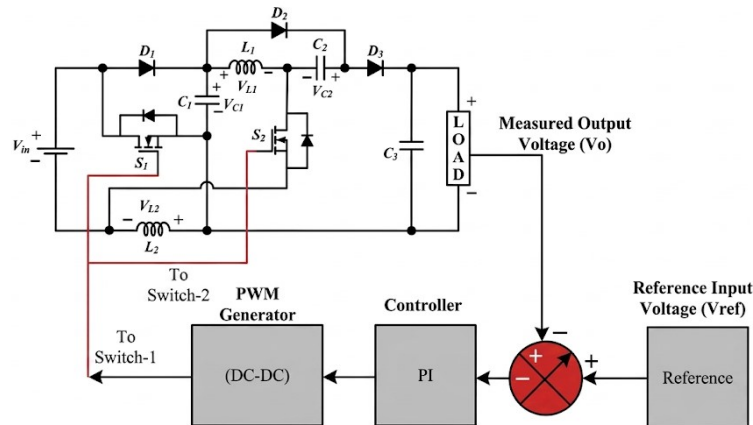 D2
D1
L1
C2
D3
+ VL1 −
− VC2 +
C1
+
VC1
−
Vin
+
−
S1
S2
C3
+
LOAD
−
Measured Output
Voltage (Vo)
VL2
− +
L2
To
Switch-2
PWM
Generator
Controller
Reference Input
Voltage (Vref)
To
Switch-1
(DC-DC)
PI
−
+
−
+
Reference